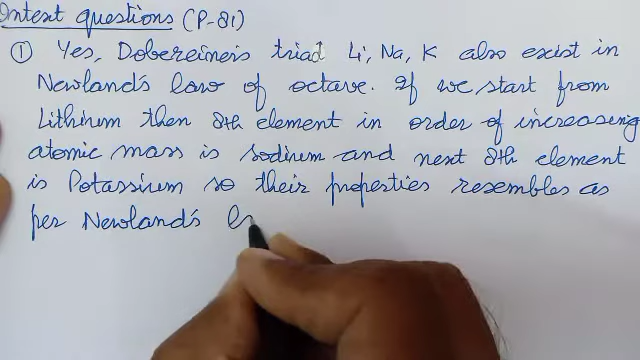 Intext questions (P-81)
① Yes, Dobereiner's triad Li, Na, K also exist in
Newland's law of octave. If we start from
Lithium then 8th element in order of increasing
atomic mass is sodium and next 8th element
is Potassium so their properties resembles as
per Newland's